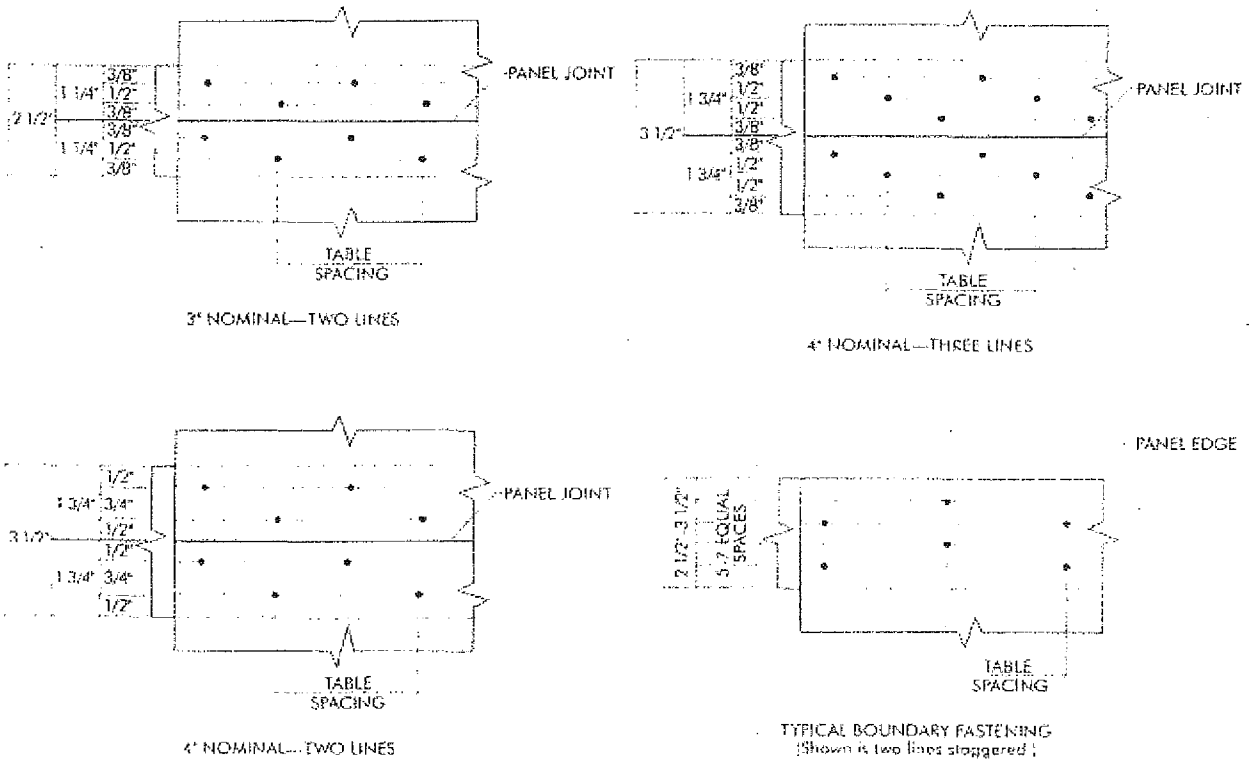 3/8"
1 1/4" 1/2"
3/8"
2 1/2"
3/8"
1 1/4" 1/2"
3/8"
PANEL JOINT
TABLE
SPACING
3" NOMINAL—TWO LINES
3/8"
1/2"
1 3/4"
1/2"
3/8"
3 1/2"
3/8"
1/2"
1 3/4"
1/2"
3/8"
PANEL JOINT
TABLE
SPACING
4" NOMINAL—THREE LINES
1/2"
1 3/4" 3/4"
1/2"
3 1/2"
1/2"
1 3/4" 3/4"
1/2"
PANEL JOINT
TABLE
SPACING
4" NOMINAL—TWO LINES
PANEL EDGE
2 1/2"-3 1/2"
5-7 EQUAL
SPACES
TABLE
SPACING
TYPICAL BOUNDARY FASTENING
(Shown is two lines staggered.)